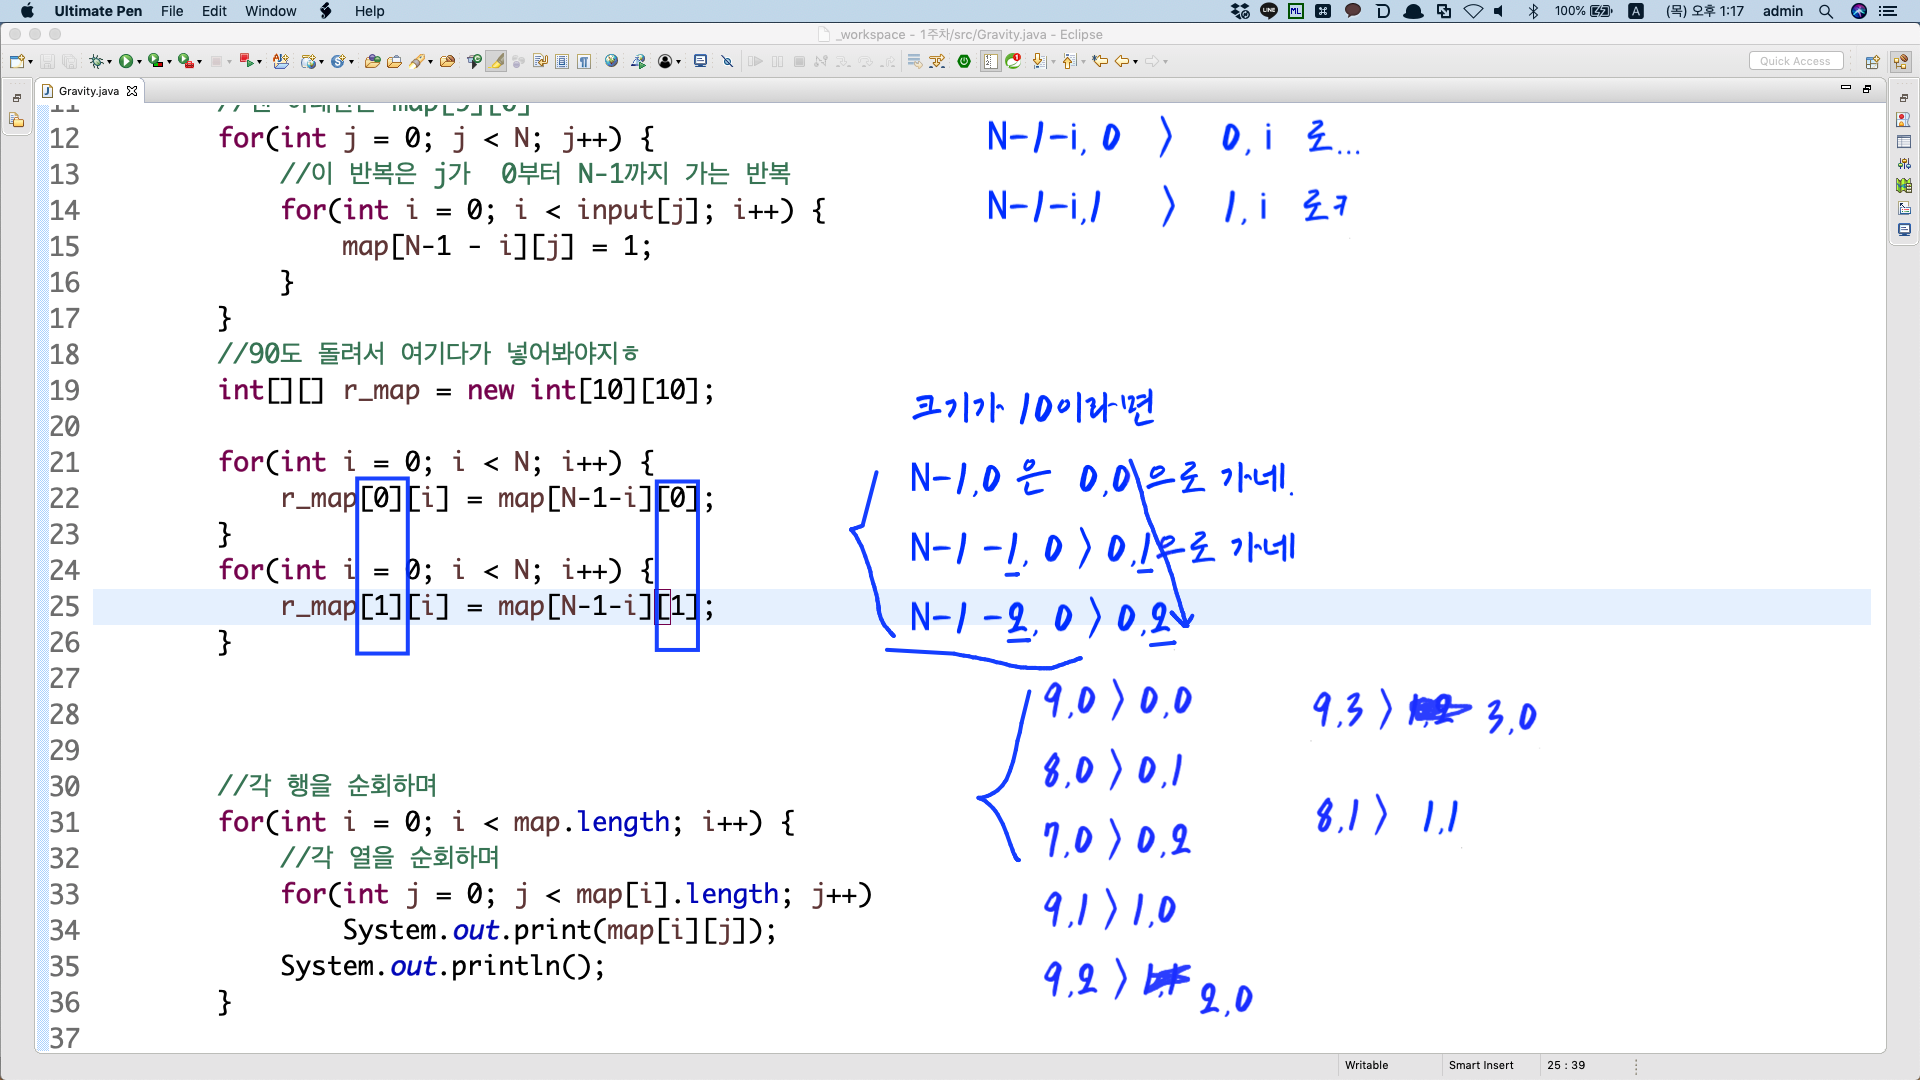 Ultimate Pen File Edit Window Help 100% A (목) 오후 1:17 admin
_workspace - 1주차/src/Gravity.java - Eclipse
Quick Access
Gravity.java
12 for(int j = 0; j < N; j++) {
13 //이 반복은 j가 0부터 N-1까지 가는 반복
14 for(int i = 0; i < input[j]; i++) {
15 map[N-1 - i][j] = 1;
16 }
17 }
18 //90도 돌려서 여기다가 넣어봐야지ㅎ
19 int[][] r_map = new int[10][10];
20
21 for(int i = 0; i < N; i++) {
22 r_map[0][i] = map[N-1-i][0];
23 }
24 for(int i = 0; i < N; i++) {
25 r_map[1][i] = map[N-1-i][1];
26 }
27
28
29
30 //각 행을 순회하며
31 for(int i = 0; i < map.length; i++) {
32 //각 열을 순회하며
33 for(int j = 0; j < map[i].length; j++)
34 System.out.print(map[i][j]);
35 System.out.println();
36 }
37
N-1-i, 0 > 0, i 로...
N-1-i,1 > 1, i 로ㅋ
크기가 10이라면
N-1,0 은 0,0 으로 가네.
N-1-1, 0 > 0,1으로 가네
N-1-2, 0 > 0,2
9,0 > 0,0
8,0 > 0,1
7,0 > 0,2
9,1 > 1,0
9,2 > 2,0
9,3 > 3,0
8,1 > 1,1
Writable Smart Insert 25 : 39